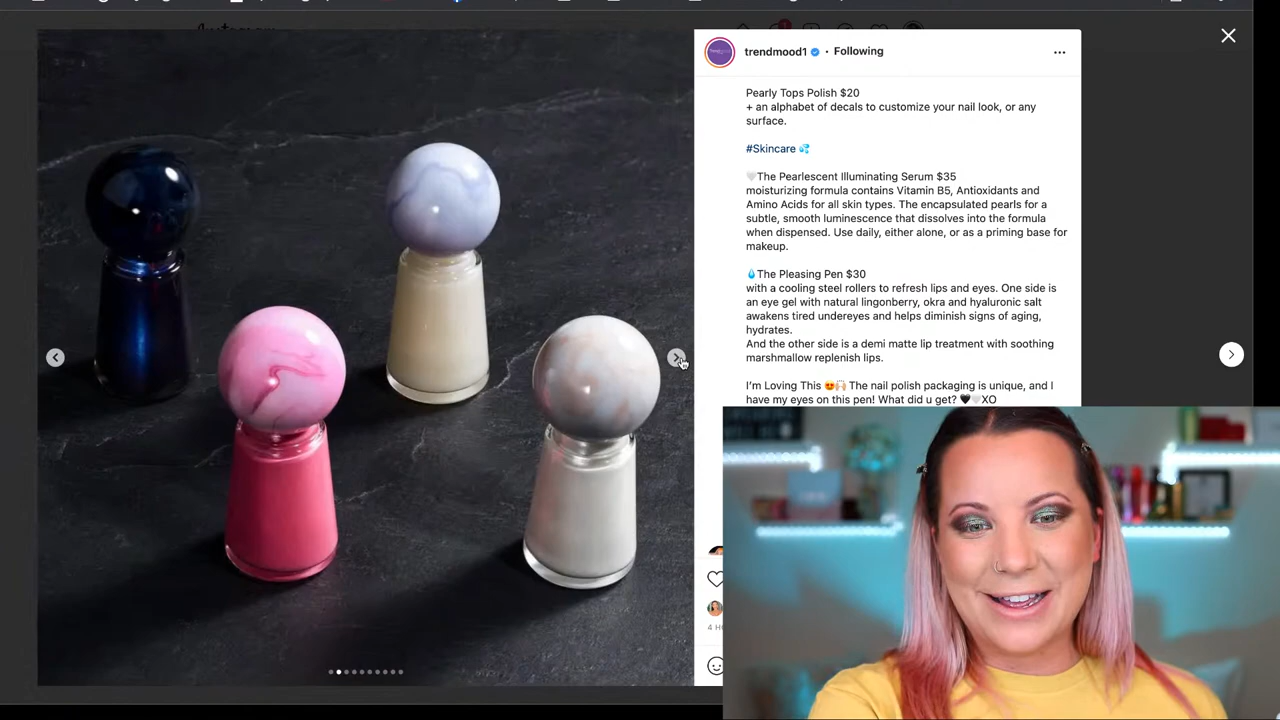 trendmood1 • Following
Pearly Tops Polish $20
+ an alphabet of decals to customize your nail look, or any
surface.
#Skincare 💦
🤍The Pearlescent Illuminating Serum $35
moisturizing formula contains Vitamin B5, Antioxidants and
Amino Acids for all skin types. The encapsulated pearls for a
subtle, smooth luminescence that dissolves into the formula
when dispensed. Use daily, either alone, or as a priming base for
makeup.
💧The Pleasing Pen $30
with a cooling steel rollers to refresh lips and eyes. One side is
an eye gel with natural lingonberry, okra and hyaluronic salt
awakens tired undereyes and helps diminish signs of aging,
hydrates.
And the other side is a demi matte lip treatment with soothing
marshmallow replenish lips.
I'm Loving This 😍🙌🏻 The nail polish packaging is unique, and I
have my eyes on this pen! What did u get? 🖤🤍XO
4 H